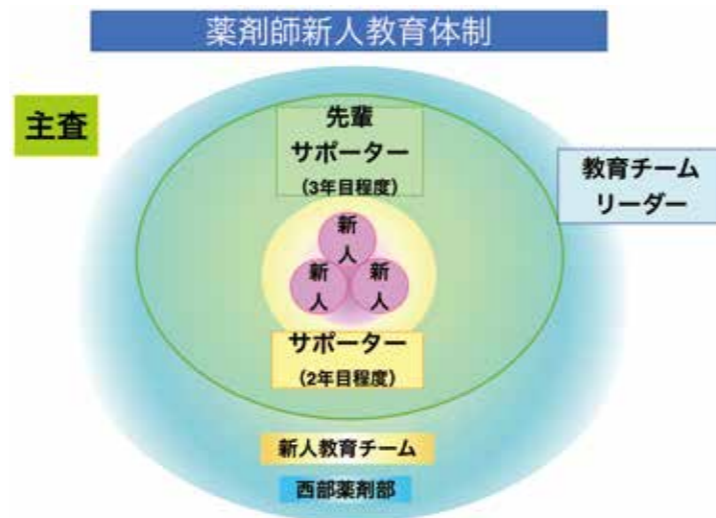 薬剤師新人教育体制
主査
先輩
サポーター
（3年目程度）
教育チーム
リーダー
新
人
新
人
新
人
サポーター
（2年目程度）
新人教育チーム
西部薬剤部